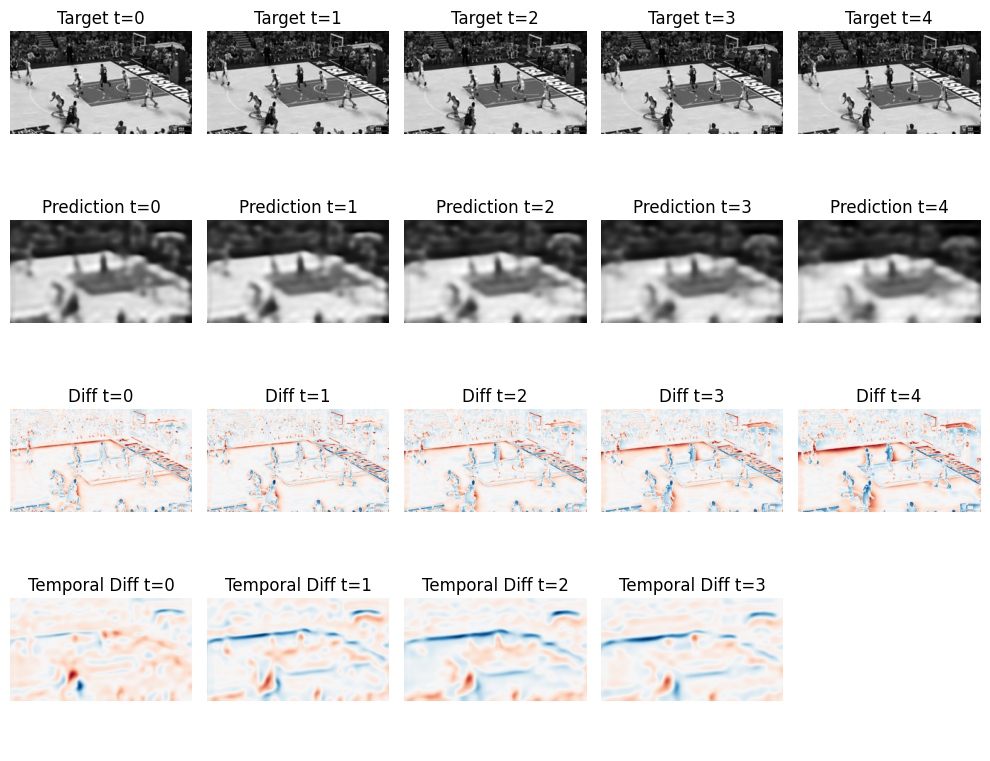 Target t=0
Target t=1
Target t=2
Target t=3
Target t=4
Prediction t=0
Prediction t=1
Prediction t=2
Prediction t=3
Prediction t=4
Diff t=0
Diff t=1
Diff t=2
Diff t=3
Diff t=4
Temporal Diff t=0
Temporal Diff t=1
Temporal Diff t=2
Temporal Diff t=3